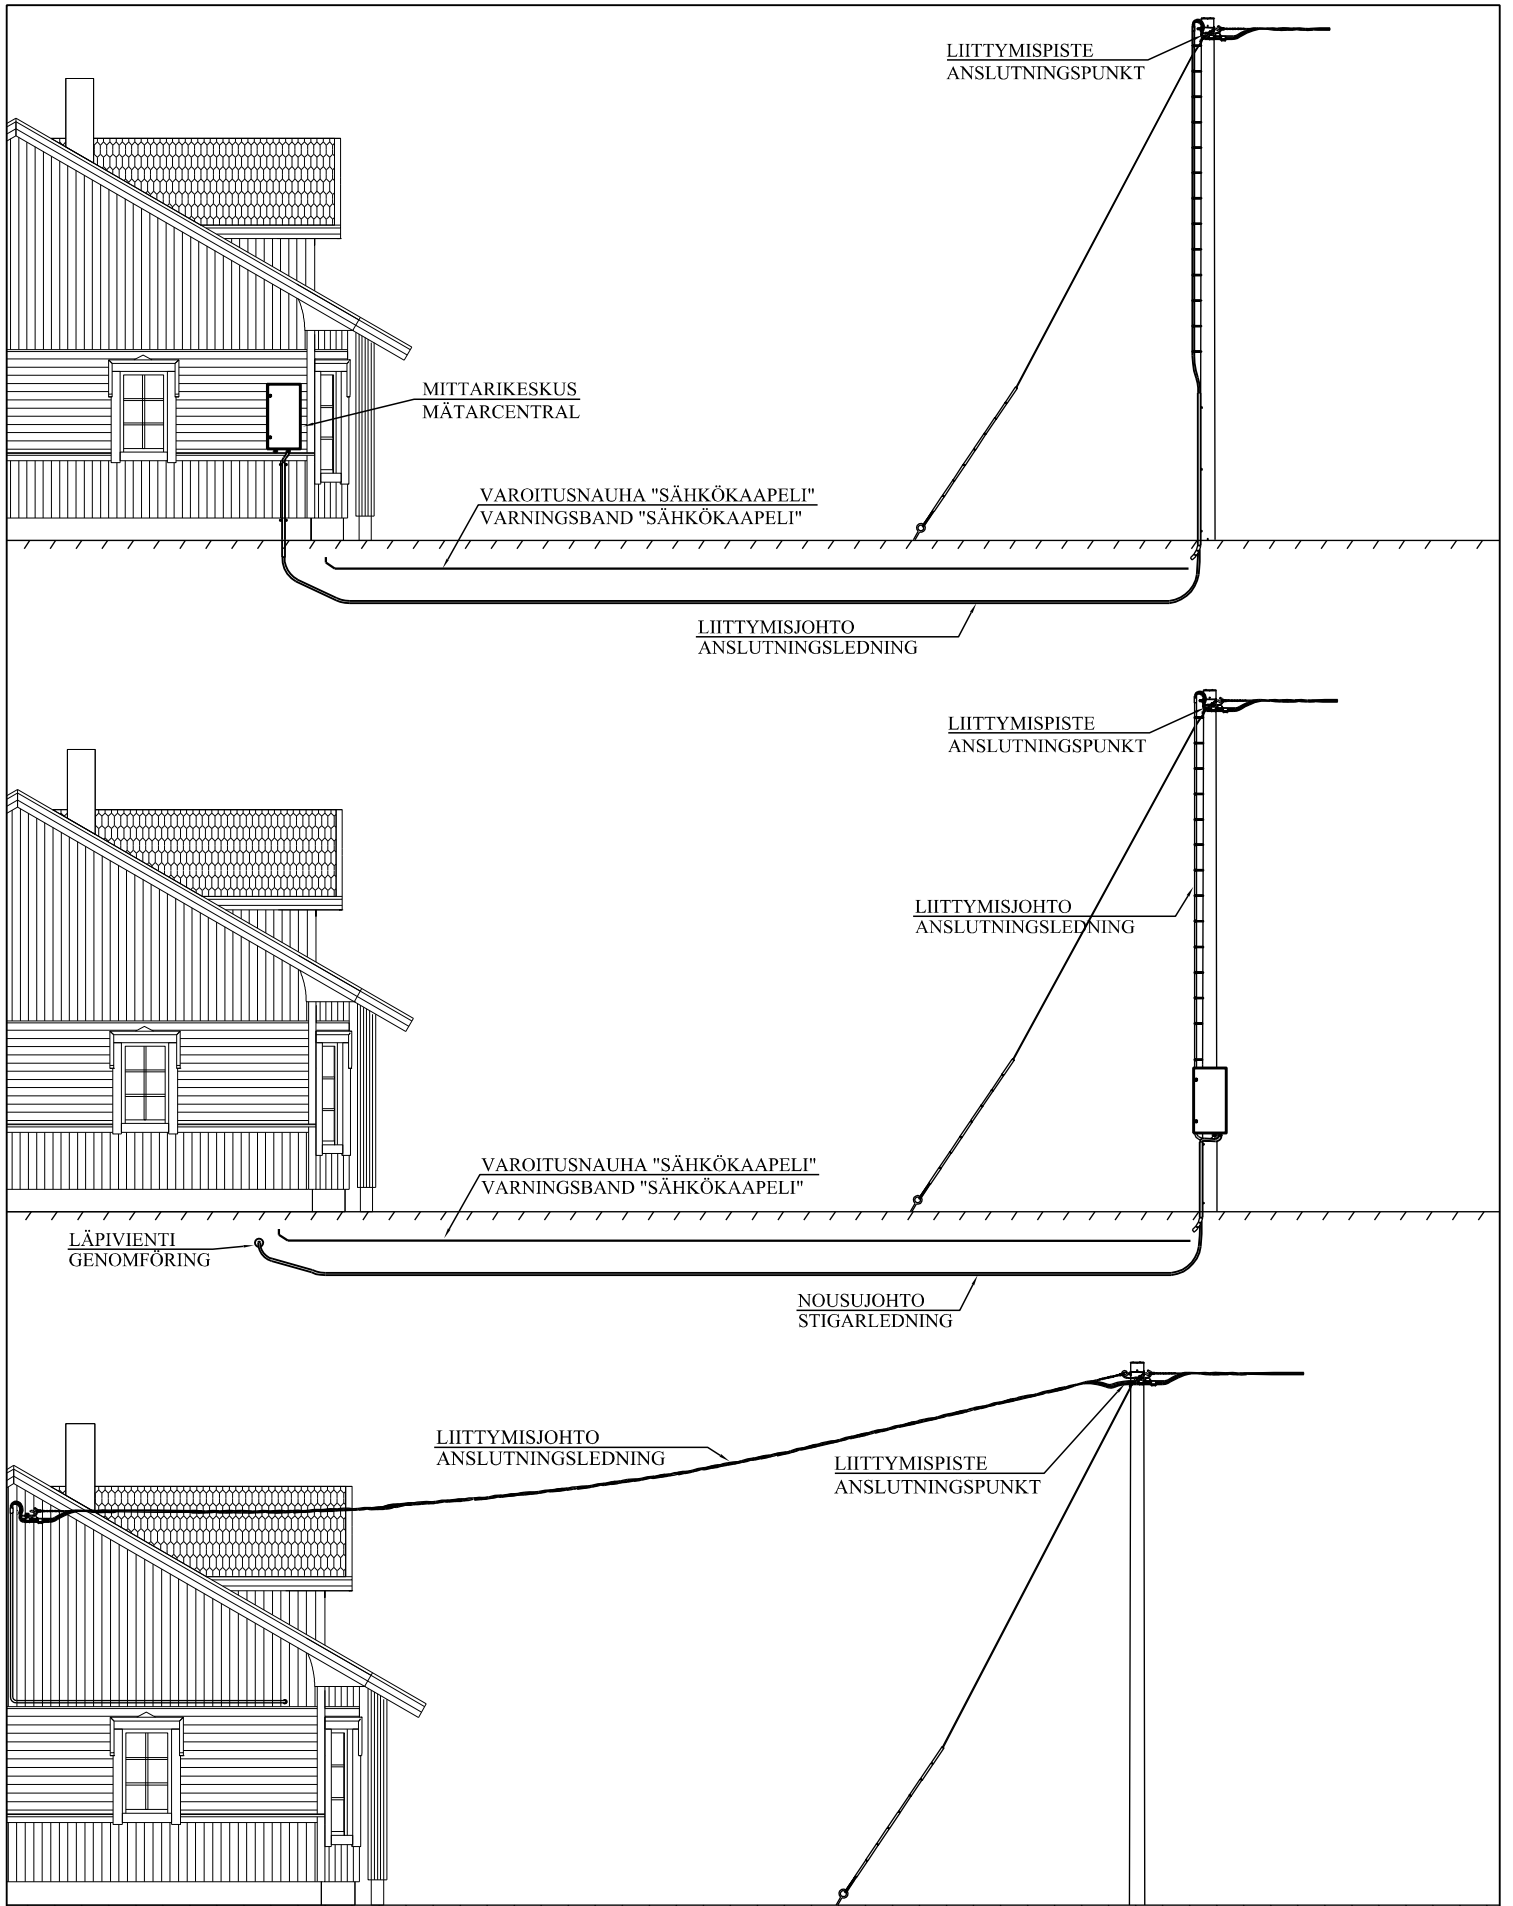 LIITTYMISPISTE
ANSLUTNINGSPUNKT
MITTARIKESKUS
MÄTARCENTRAL
VAROITUSNAUHA "SÄHKÖKAAPELI"
VARNINGSBAND "SÄHKÖKAAPELI"
LIITTYMISJOHTO
ANSLUTNINGSLEDNING
LIITTYMISPISTE
ANSLUTNINGSPUNKT
LIITTYMISJOHTO
ANSLUTNINGSLEDNING
VAROITUSNAUHA "SÄHKÖKAAPELI"
VARNINGSBAND "SÄHKÖKAAPELI"
LÄPIVIENTI
GENOMFÖRING
NOUSUJOHTO
STIGARLEDNING
LIITTYMISJOHTO
ANSLUTNINGSLEDNING
LIITTYMISPISTE
ANSLUTNINGSPUNKT